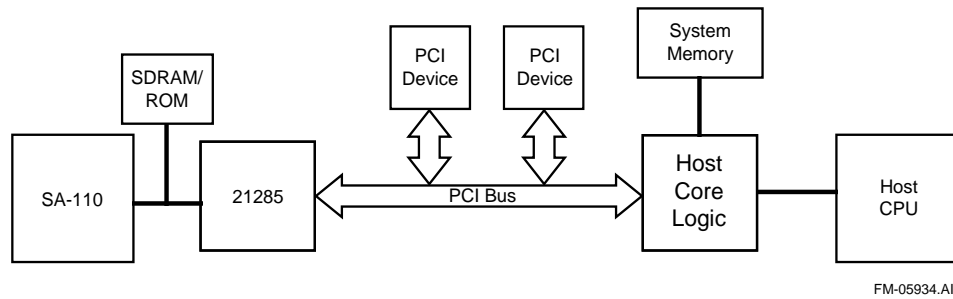 System
Memory
PCI
Device
PCI
Device
SDRAM/
ROM
SA-110
21285
PCI Bus
Host
Core
Logic
Host
CPU
FM-05934.AI